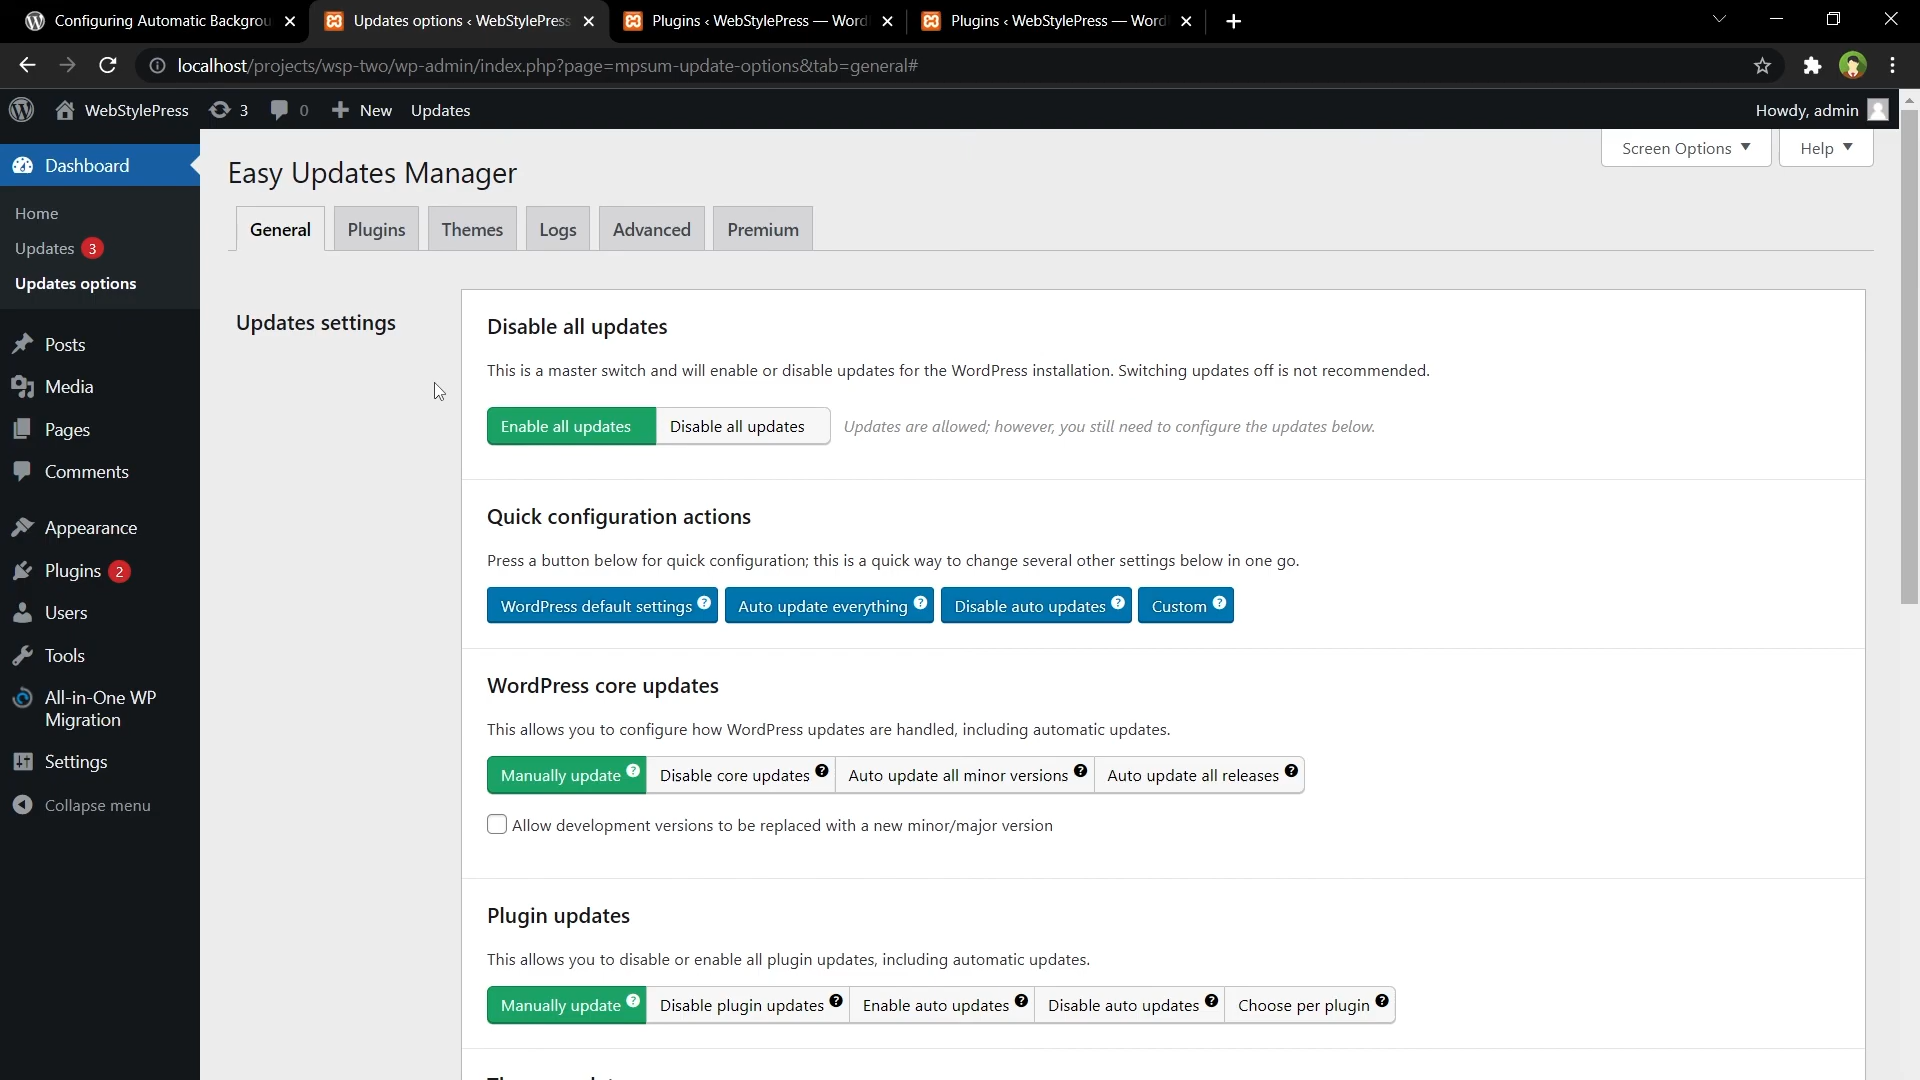 Configuring Automatic Backgrou
Updates options ‹ WebStylePress
Plugins ‹ WebStylePress — Word
Plugins ‹ WebStylePress — Word
localhost/projects/wsp-two/wp-admin/index.php?page=mpsum-update-options&tab=general#
WebStylePress 3 0 New Updates Howdy, admin
Dashboard
Home
Updates 3
Updates options
Posts
Media
Pages
Comments
Appearance
Plugins 2
Users
Tools
All-in-One WP
Migration
Settings
Collapse menu
Screen Options Help
Easy Updates Manager
General Plugins Themes Logs Advanced Premium
Updates settings
Disable all updates
This is a master switch and will enable or disable updates for the WordPress installation. Switching updates off is not recommended.
Enable all updates Disable all updates Updates are allowed; however, you still need to configure the updates below.
Quick configuration actions
Press a button below for quick configuration; this is a quick way to change several other settings below in one go.
WordPress default settings ? Auto update everything ? Disable auto updates ? Custom ?
WordPress core updates
This allows you to configure how WordPress updates are handled, including automatic updates.
Manually update ? Disable core updates ? Auto update all minor versions ? Auto update all releases ?
Allow development versions to be replaced with a new minor/major version
Plugin updates
This allows you to disable or enable all plugin updates, including automatic updates.
Manually update ? Disable plugin updates ? Enable auto updates ? Disable auto updates ? Choose per plugin ?